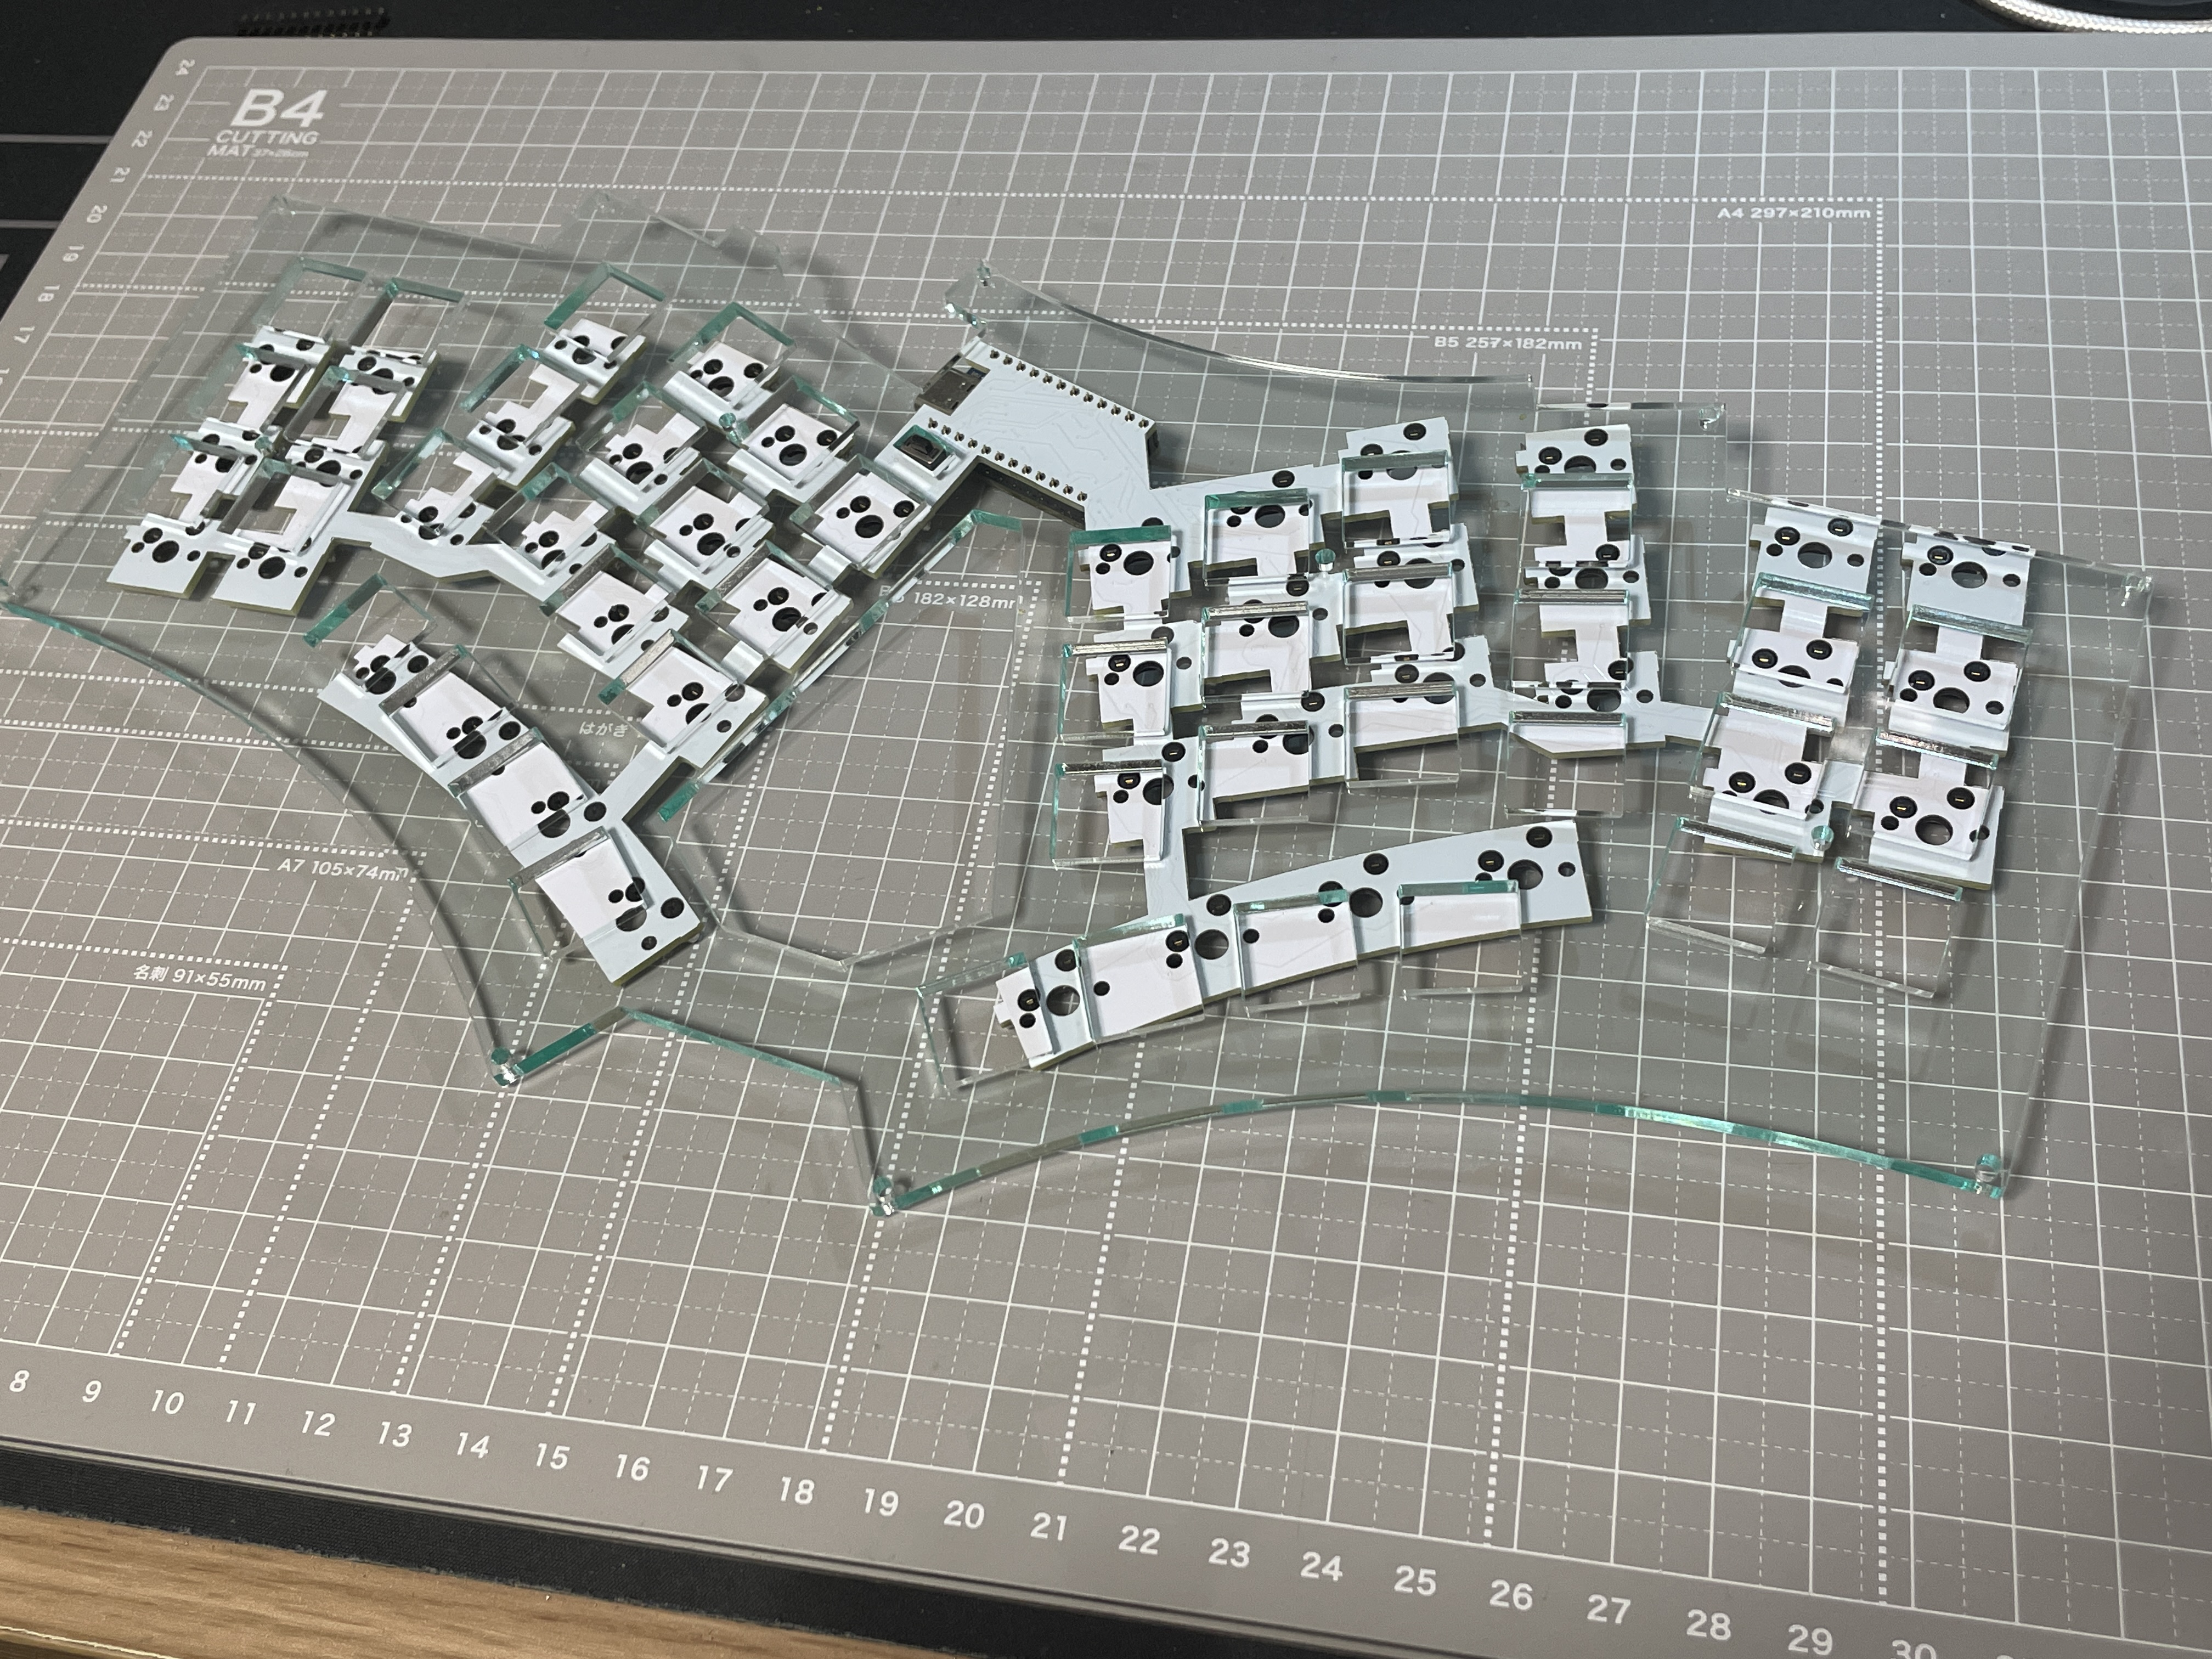 B4
CUTTING
MAT 37×28cm
24
23
22
21
20
19
18
17
A4 297×210mm
B5 257×182mm
182×128mm
はがき
A7 105×74mm
名刺 91×55mm
8 9 10 11 12 13 14 15 16 17 18 19 20 21 22 23 24 25 26 27 28 29 30